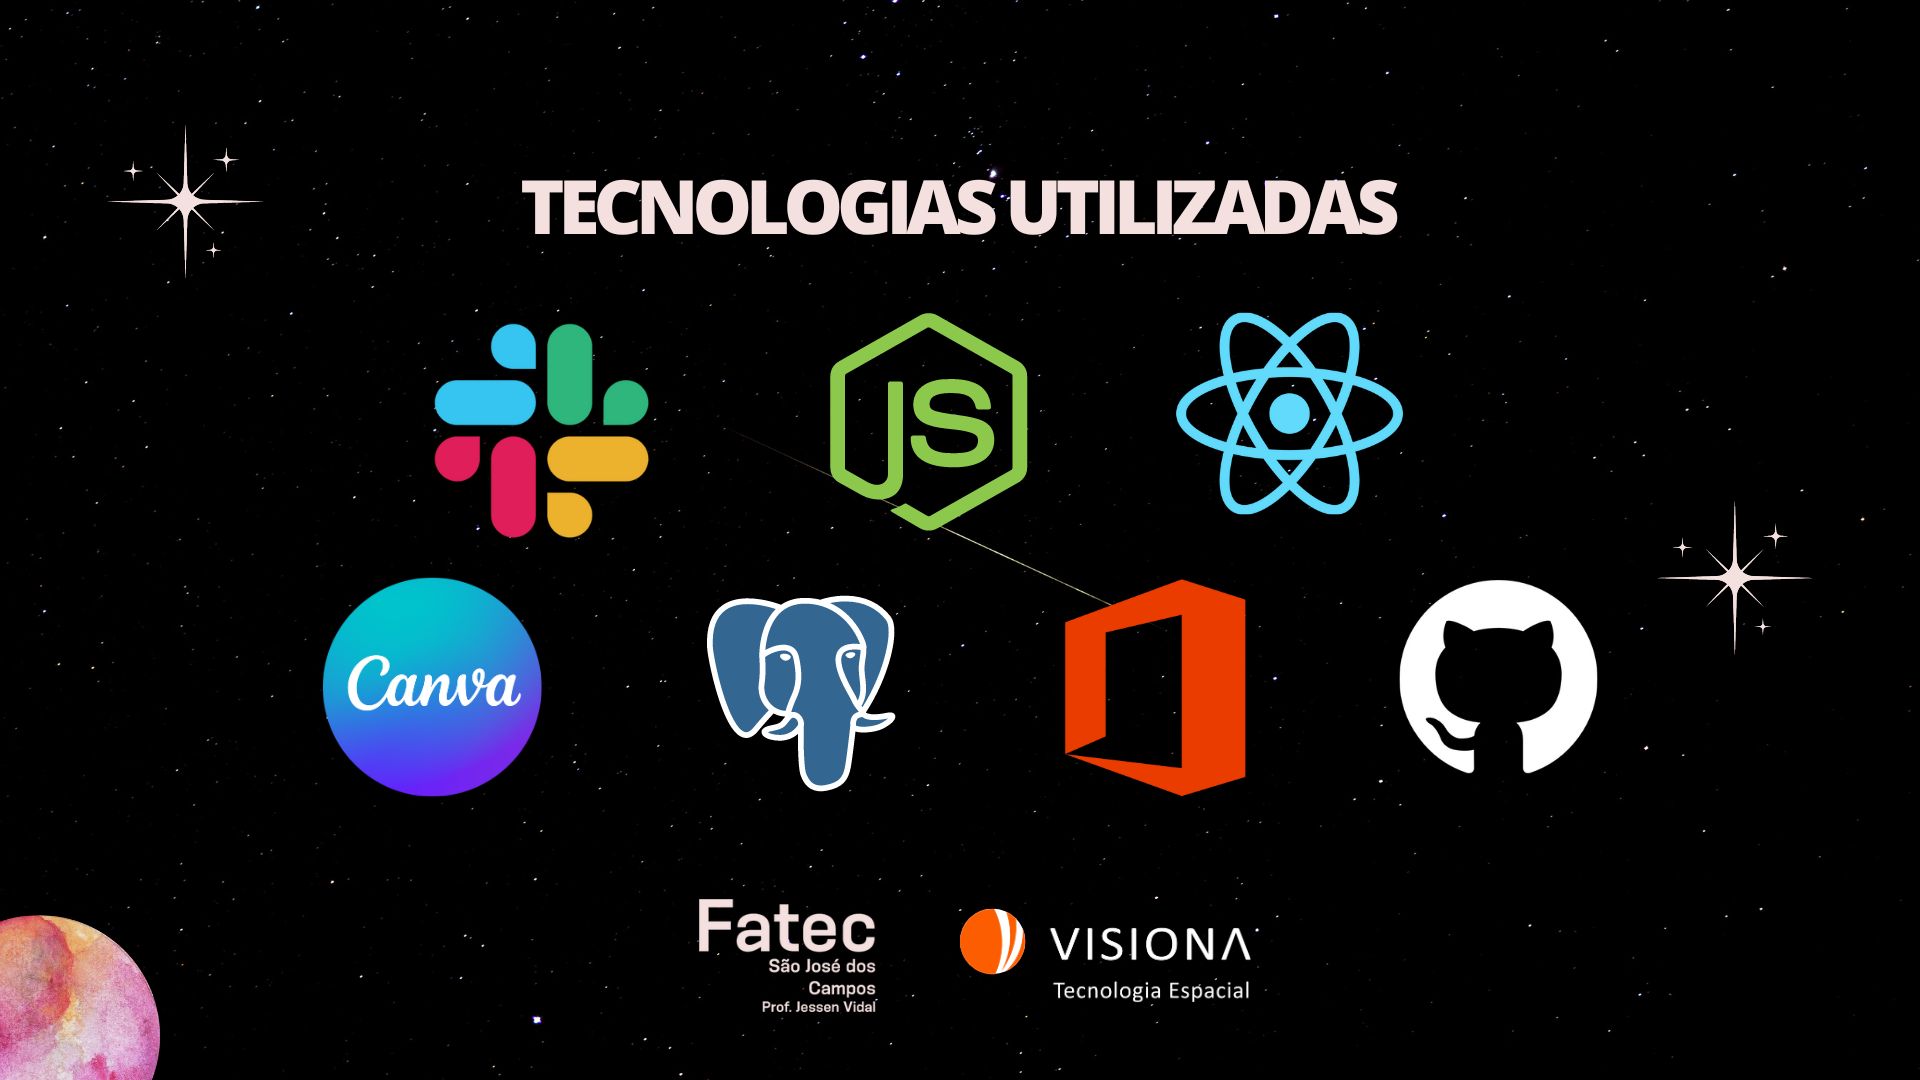 TECNOLOGIAS UTILIZADAS
JS
Canva
Fatec
São José dos
Campos
Prof. Jessen Vidal
VISIONA
Tecnologia Espacial